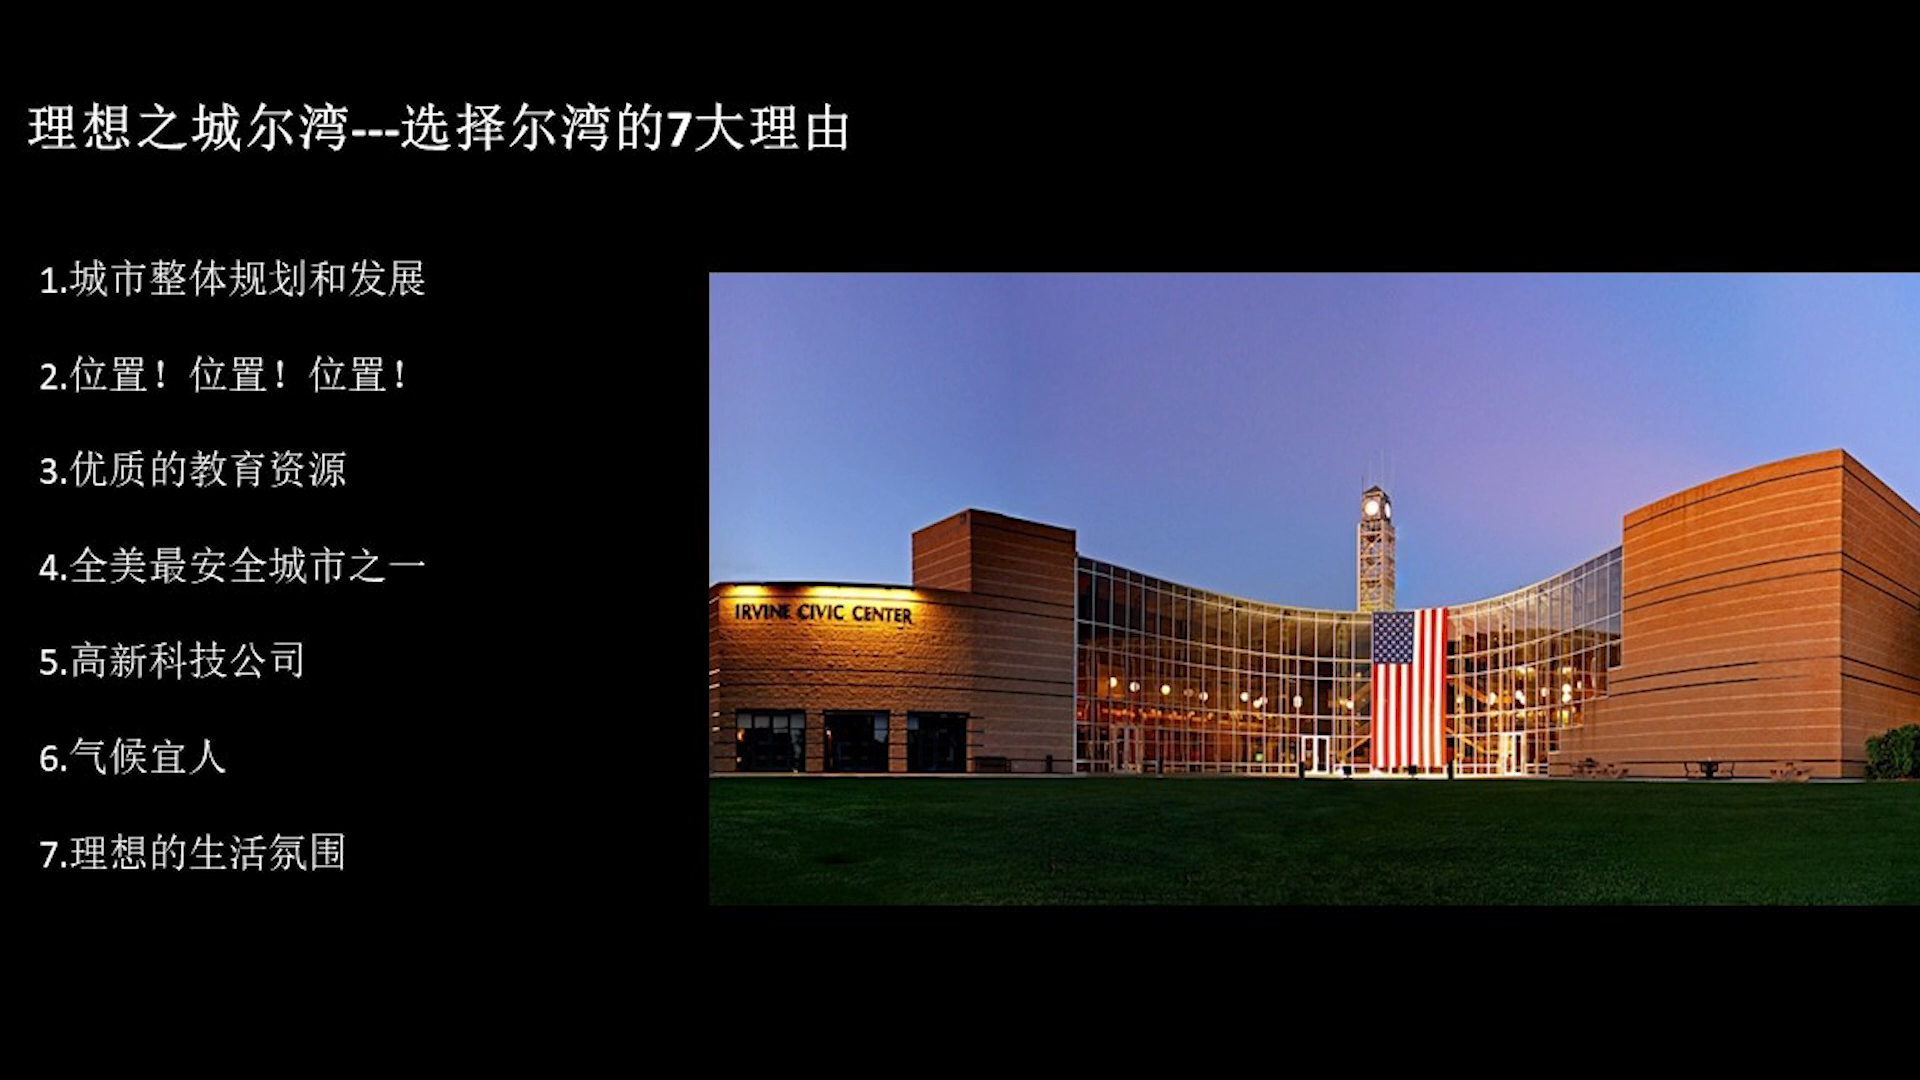 理想之城尔湾---选择尔湾的7大理由
1.城市整体规划和发展
2.位置！位置！位置！
3.优质的教育资源
4.全美最安全城市之一
5.高新科技公司
6.气候宜人
7.理想的生活氛围
IRVINE CIVIC CENTER